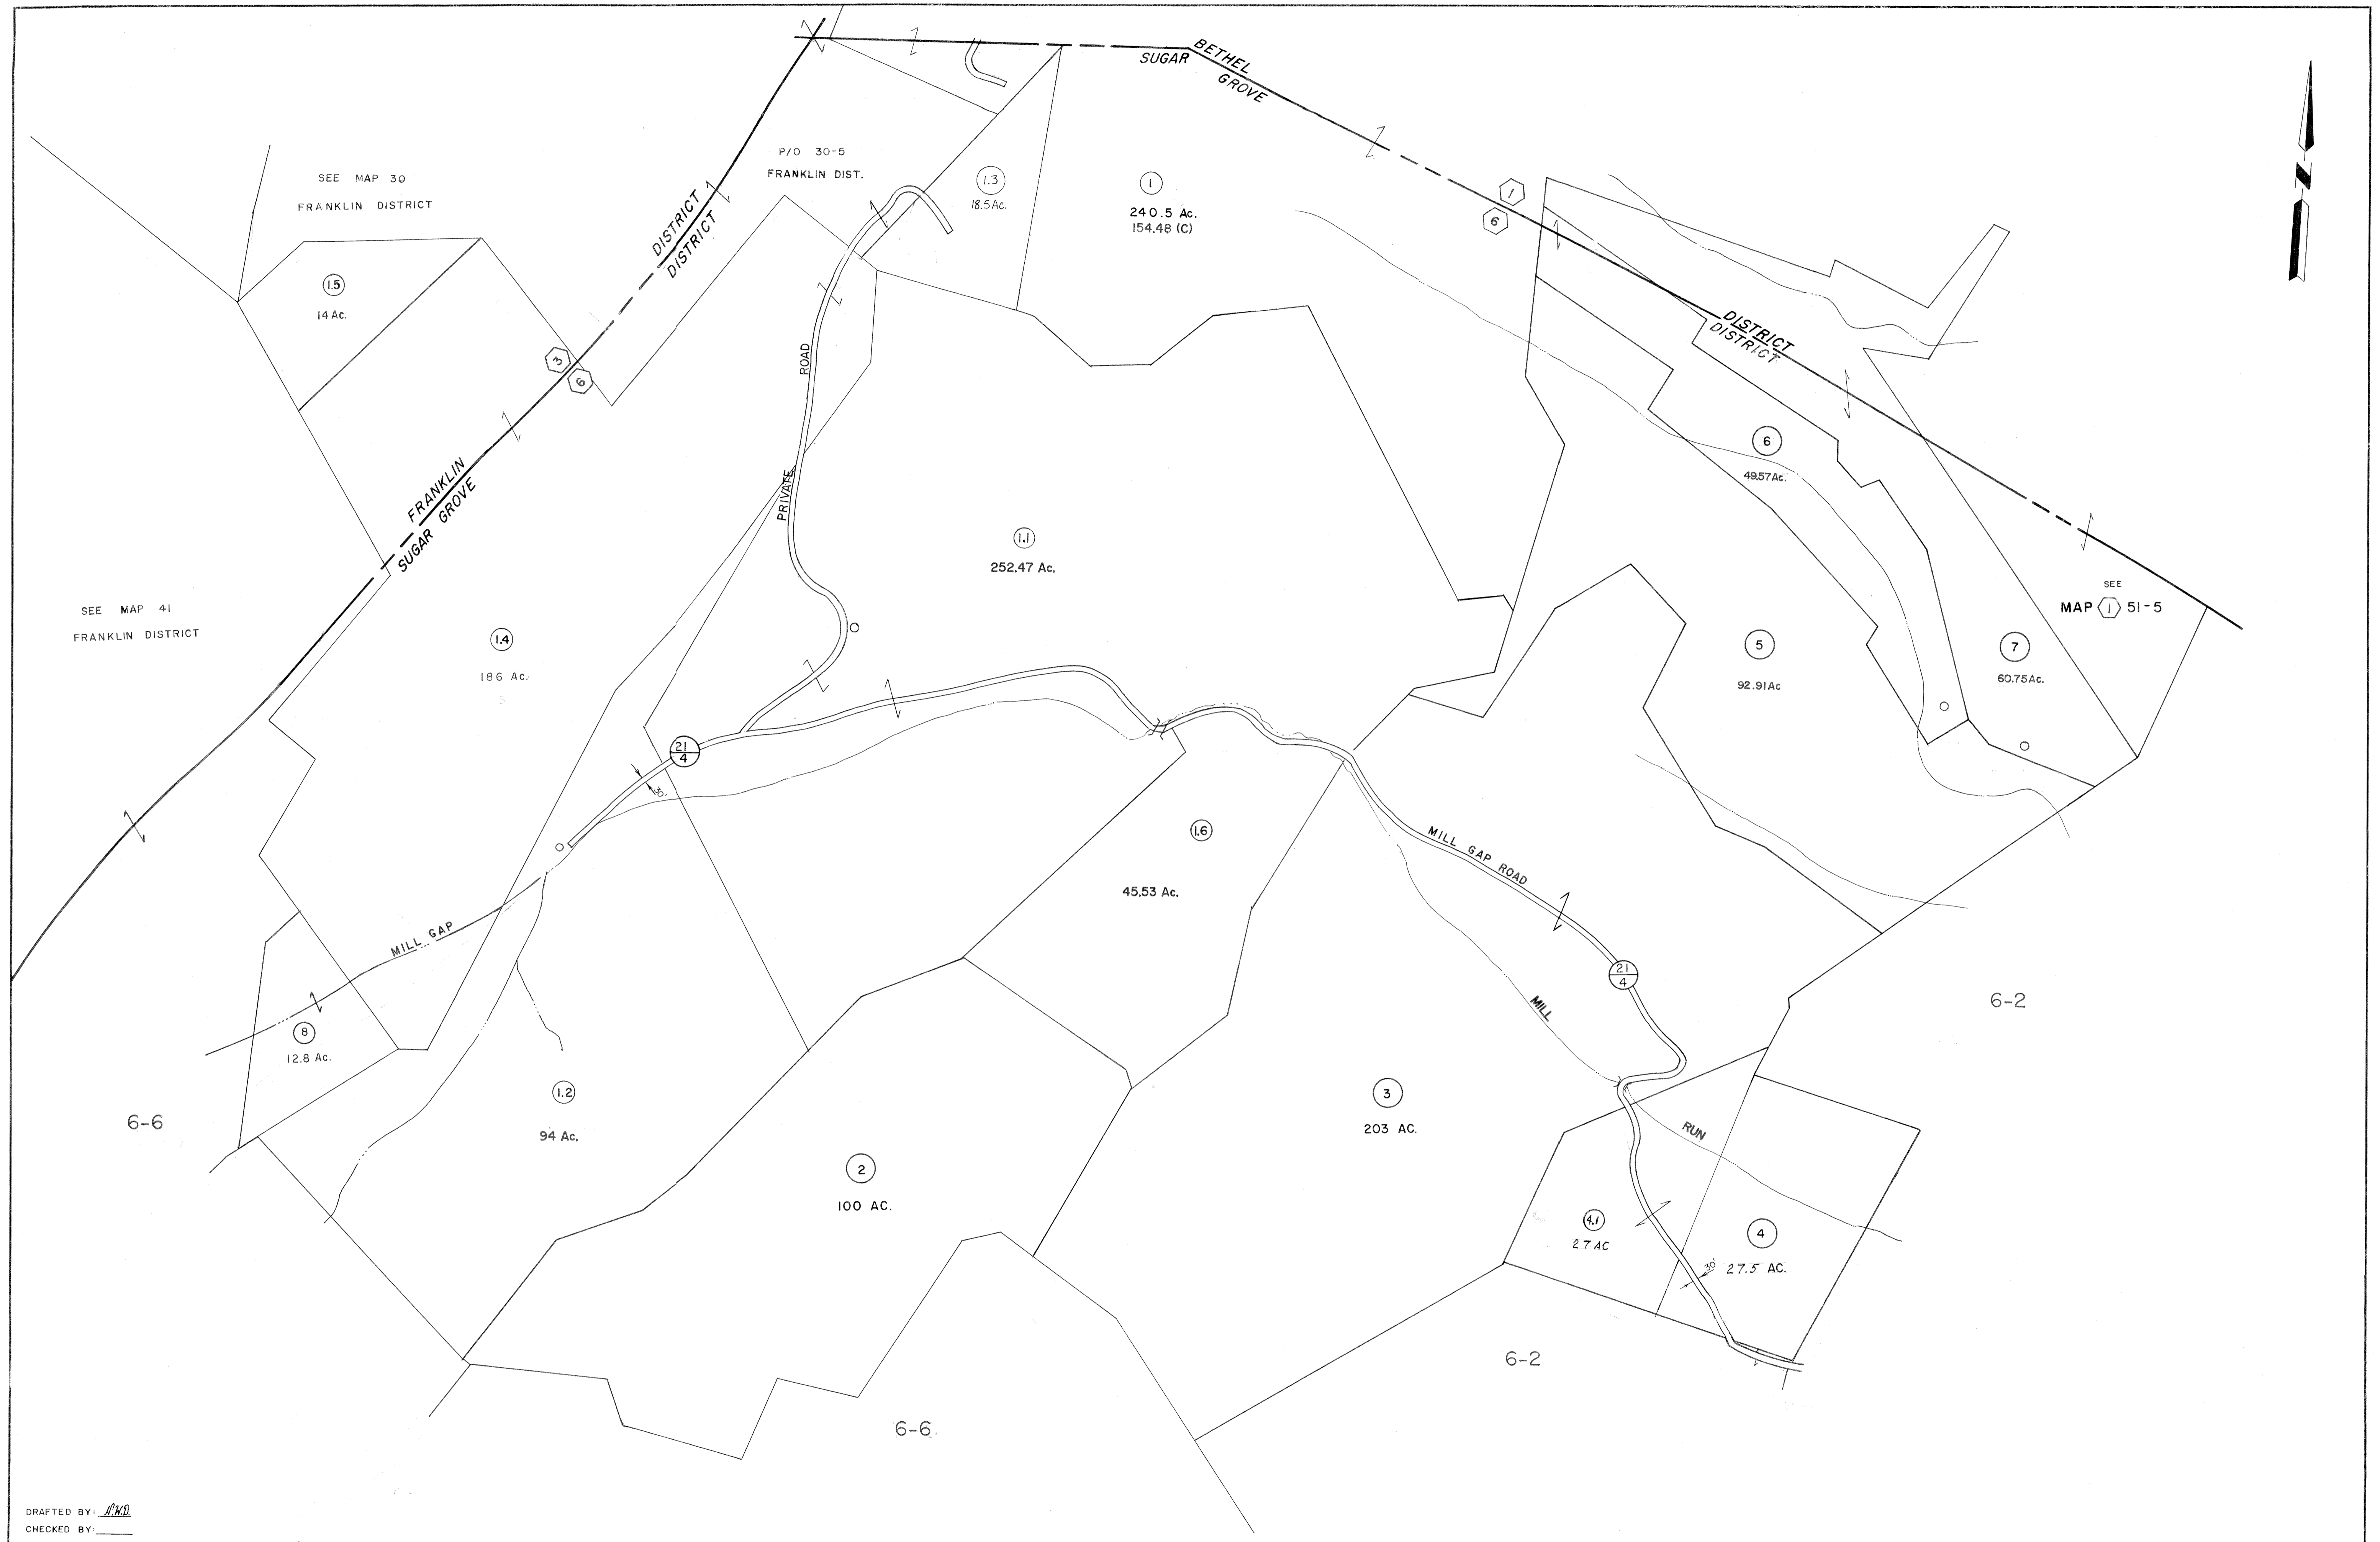 BETHEL
SUGAR GROVE
P/O 30-5
FRANKLIN DIST.
SEE MAP 30
FRANKLIN DISTRICT
1.3
18.5 Ac.
1
240.5 Ac.
154.48 (C)
1
6
N
DISTRICT
DISTRICT
1.5
14 Ac.
3
6
DISTRICT
DISTRICT
ROAD
PRIVATE
FRANKLIN
SUGAR GROVE
6
49.57 Ac.
1.1
252.47 Ac.
SEE
MAP 1 51-5
SEE MAP 41
FRANKLIN DISTRICT
1.4
186 Ac.
3
5
92.91 Ac
7
60.75 Ac.
21
4
30'
1.6
45.53 Ac.
MILL GAP ROAD
MILL GAP
21
4
6-2
MILL
8
12.8 Ac.
6-6
1.2
94 Ac.
3
203 AC.
RUN
2
100 AC.
4.1
27 AC
4
30'
27.5 AC.
6-2
6-6
DRAFTED BY: N.W.D.
CHECKED BY: